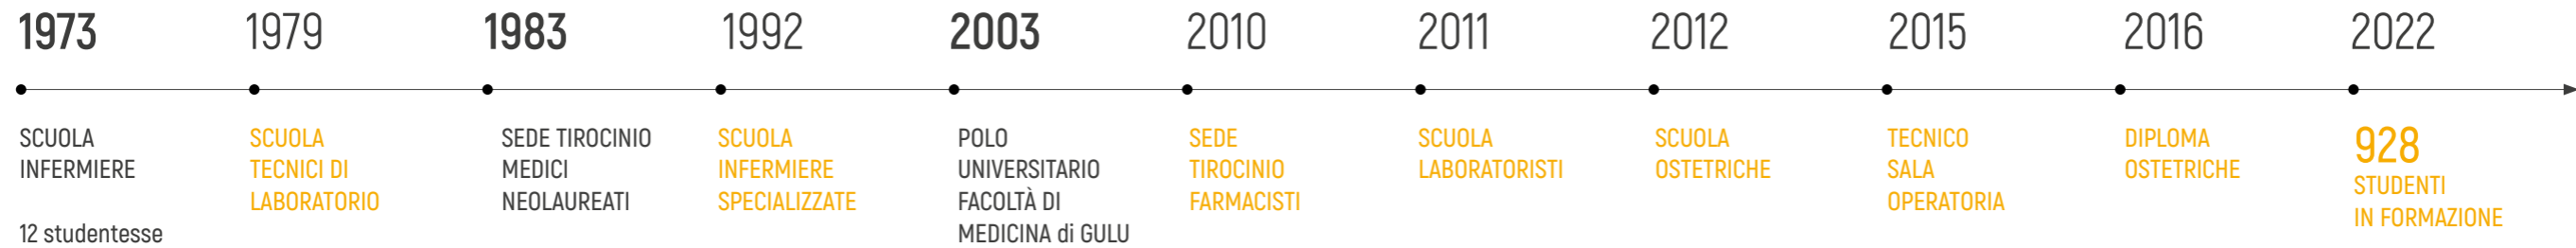 1973
SCUOLA
INFERMIERE
12 studentesse
1979
SCUOLA
TECNICI DI
LABORATORIO
1983
SEDE TIROCINIO
MEDICI
NEOLAUREATI
1992
SCUOLA
INFERMIERE
SPECIALIZZATE
2003
POLO
UNIVERSITARIO
FACOLTÀ DI
MEDICINA di GULU
2010
SEDE
TIROCINIO
FARMACISTI
2011
SCUOLA
LABORATORISTI
2012
SCUOLA
OSTETRICHE
2015
TECNICO
SALA
OPERATORIA
2016
DIPLOMA
OSTETRICHE
2022
928
STUDENTI
IN FORMAZIONE